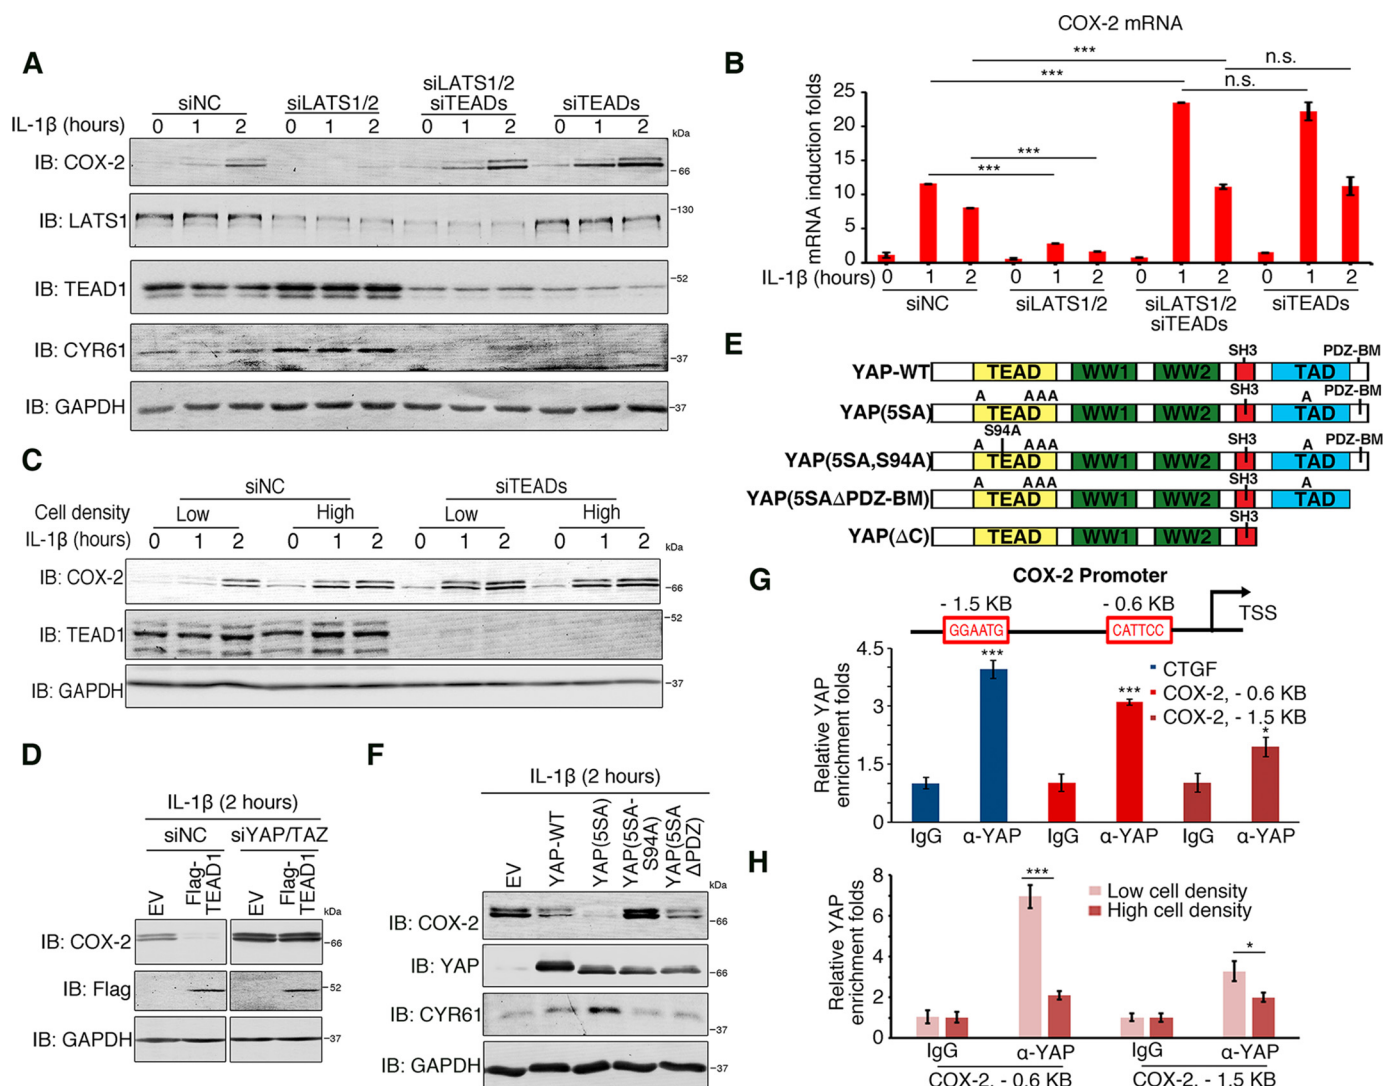 A
siNC
siLATS1/2
siLATS1/2
siTEADs
siTEADs
IL-1β (hours) 0 1 2 0 1 2 0 1 2 0 1 2
kDa
IB: COX-2
-66
IB: LATS1
-130
IB: TEAD1
-52
IB: CYR61
-37
IB: GAPDH
-37
B
COX-2 mRNA
mRNA induction folds
25
20
15
10
5
0
***
***
n.s.
n.s.
***
***
IL-1β (hours) 0 1 2 0 1 2 0 1 2 0 1 2
siNC siLATS1/2 siLATS1/2 siTEADs
siTEADs
C
siNC siTEADs
Cell density Low High Low High
IL-1β (hours) 0 1 2 0 1 2 0 1 2 0 1 2
kDa
IB: COX-2
-66
IB: TEAD1
-52
IB: GAPDH
-37
D
IL-1β (2 hours)
siNC siYAP/TAZ
EV
Flag-
TEAD1
EV
Flag-
TEAD1
kDa
IB: COX-2
-66
IB: Flag
-52
IB: GAPDH
-37
E
SH3 PDZ-BM
YAP-WT TEAD WW1 WW2 TAD
A AAA SH3 A PDZ-BM
YAP(5SA) TEAD WW1 WW2 TAD
S94A
A AAA SH3 A PDZ-BM
YAP(5SA,S94A) TEAD WW1 WW2 TAD
A AAA SH3 A
YAP(5SAΔPDZ-BM) TEAD WW1 WW2 TAD
SH3
YAP(ΔC) TEAD WW1 WW2
F
IL-1β (2 hours)
EV
YAP-WT
YAP(5SA)
YAP(5SA-
S94A)
YAP(5SA
ΔPDZ)
kDa
IB: COX-2
-66
IB: YAP
-66
IB: CYR61
-37
IB: GAPDH
-37
G
COX-2 Promoter
- 1.5 KB - 0.6 KB
GGAATG CATTCC
TSS
Relative YAP
enrichment folds
4.5
3
1.5
0
***
***
*
CTGF
COX-2, - 0.6 KB
COX-2, - 1.5 KB
IgG α-YAP IgG α-YAP IgG α-YAP
H
Relative YAP
enrichment folds
8
6
4
2
0
***
*
Low cell density
High cell density
IgG α-YAP IgG α-YAP
COX-2, - 0.6 KB COX-2, - 1.5 KB